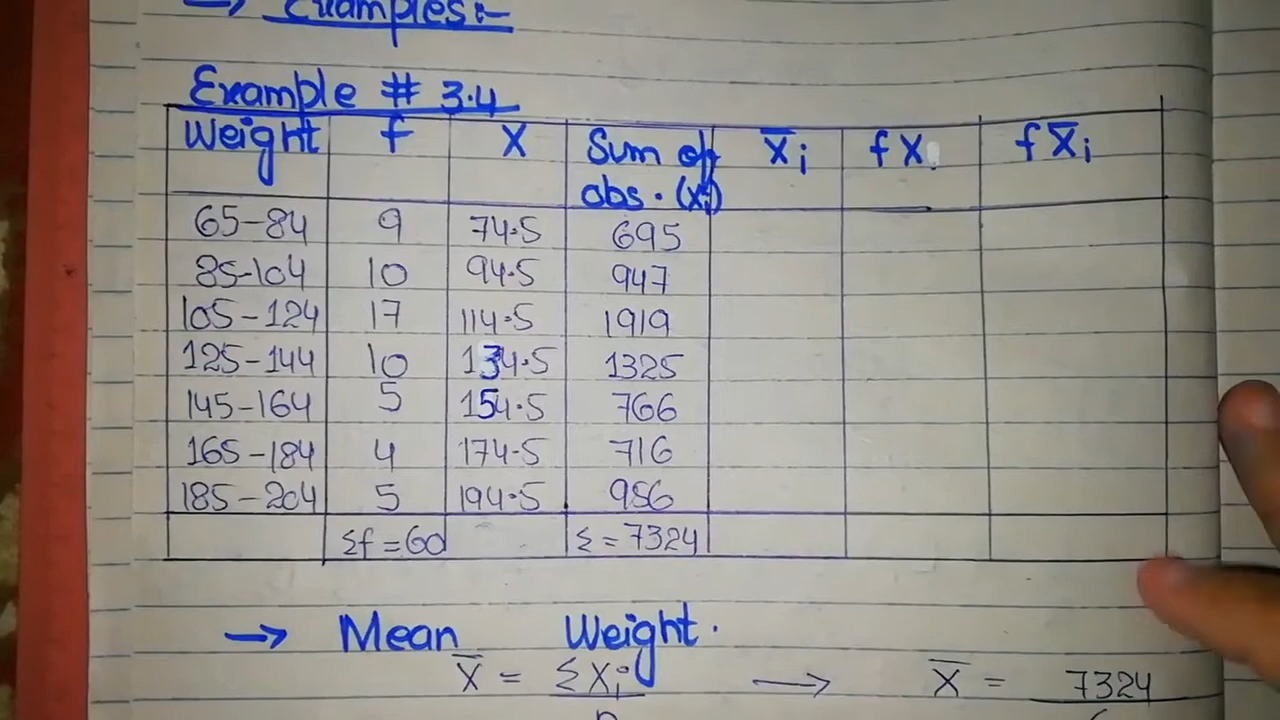 → Examples:-
Example # 3.4
Weight f X Sum of obs. (xi) X̄i fX fX̄i
65-84 9 74.5 695
85-104 10 94.5 947
105-124 17 114.5 1919
125-144 10 134.5 1325
145-164 5 154.5 766
165-184 4 174.5 716
185-204 5 194.5 956
Σf = 60 Σ = 7324
→ Mean Weight.
X̄ = ΣXi → X̄ = 7324